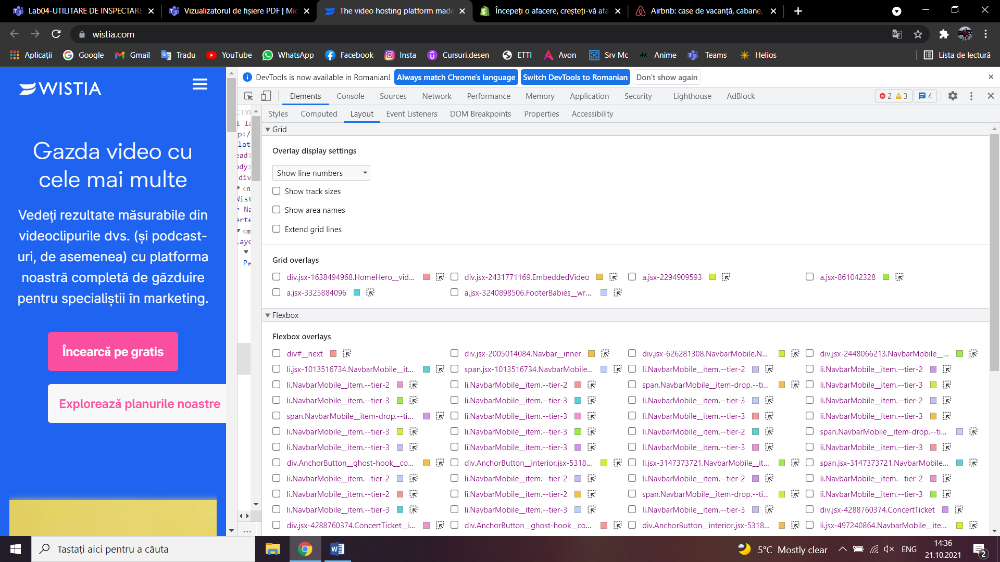 Lab04-UTILITARE DE INSPECTARE
Vizualizatorul de fișiere PDF | Mic
The video hosting platform made
Începeți o afacere, creșteți-vă afa
Airbnb: case de vacanță, cabane,
wistia.com
Aplicații Google Gmail Tradu YouTube WhatsApp Facebook Insta Cursuri.desen ETTI Avon Srv Mc Anime Teams Helios Lista de lectură
WISTIA
Gazda video cu
cele mai multe
Vedeți rezultate măsurabile din
videoclipurile dvs. (și podcast-
uri, de asemenea) cu platforma
noastră completă de găzduire
pentru specialiștii în marketing.
Încearcă pe gratis
Explorează planurile noastre
DevTools is now available in Romanian! Always match Chrome's language Switch DevTools to Romanian Don't show again
Elements Console Sources Network Performance Memory Application Security Lighthouse AdBlock 2 3 4
Styles Computed Layout Event Listeners DOM Breakpoints Properties Accessibility
Grid
Overlay display settings
Show line numbers
Show track sizes
Show area names
Extend grid lines
Grid overlays
div.jsx-1638494968.HomeHero__vid... div.jsx-2431771169.EmbeddedVideo a.jsx-2294909593 a.jsx-861042328
a.jsx-3325884096 a.jsx-3240898506.FooterBabies__wr...
Flexbox
Flexbox overlays
div#__next div.jsx-2005014084.Navbar__inner div.jsx-626281308.NavbarMobile.N... div.jsx-2448066213.NavbarMobile__...
li.jsx-1013516734.NavbarMobile__it... span.jsx-1013516734.NavbarMobile... li.NavbarMobile__item.--tier-2 li.NavbarMobile__item.--tier-2
li.NavbarMobile__item.--tier-2 li.NavbarMobile__item.--tier-2 span.NavbarMobile__item-drop.--ti... li.NavbarMobile__item.--tier-3
li.NavbarMobile__item.--tier-3 li.NavbarMobile__item.--tier-3 li.NavbarMobile__item.--tier-3 li.NavbarMobile__item.--tier-2
span.NavbarMobile__item-drop.--ti... li.NavbarMobile__item.--tier-3 li.NavbarMobile__item.--tier-3 li.NavbarMobile__item.--tier-3
li.NavbarMobile__item.--tier-3 li.NavbarMobile__item.--tier-3 li.NavbarMobile__item.--tier-2 span.NavbarMobile__item-drop.--ti...
li.NavbarMobile__item.--tier-3 li.NavbarMobile__item.--tier-3 li.NavbarMobile__item.--tier-3 li.NavbarMobile__item.--tier-3
div.AnchorButton__ghost-hook__co... div.AnchorButton__interior.jsx-5318... li.jsx-3147373721.NavbarMobile__it... span.jsx-3147373721.NavbarMobile...
li.NavbarMobile__item.--tier-2 li.NavbarMobile__item.--tier-2 li.NavbarMobile__item.--tier-2 li.NavbarMobile__item.--tier-2
li.NavbarMobile__item.--tier-2 li.NavbarMobile__item.--tier-2 span.NavbarMobile__item-drop.--ti... li.NavbarMobile__item.--tier-3
li.NavbarMobile__item.--tier-3 li.NavbarMobile__item.--tier-3 li.NavbarMobile__item.--tier-3 div.jsx-4288760374.ConcertTicket
div.jsx-4288760374.ConcertTicket__i... div.AnchorButton__ghost-hook__co... div.AnchorButton__interior.jsx-5318... li.jsx-497240864.NavbarMobile__ite...
Tastați aici pentru a căuta
5°C Mostly clear ENG
14:36
21.10.2021
2